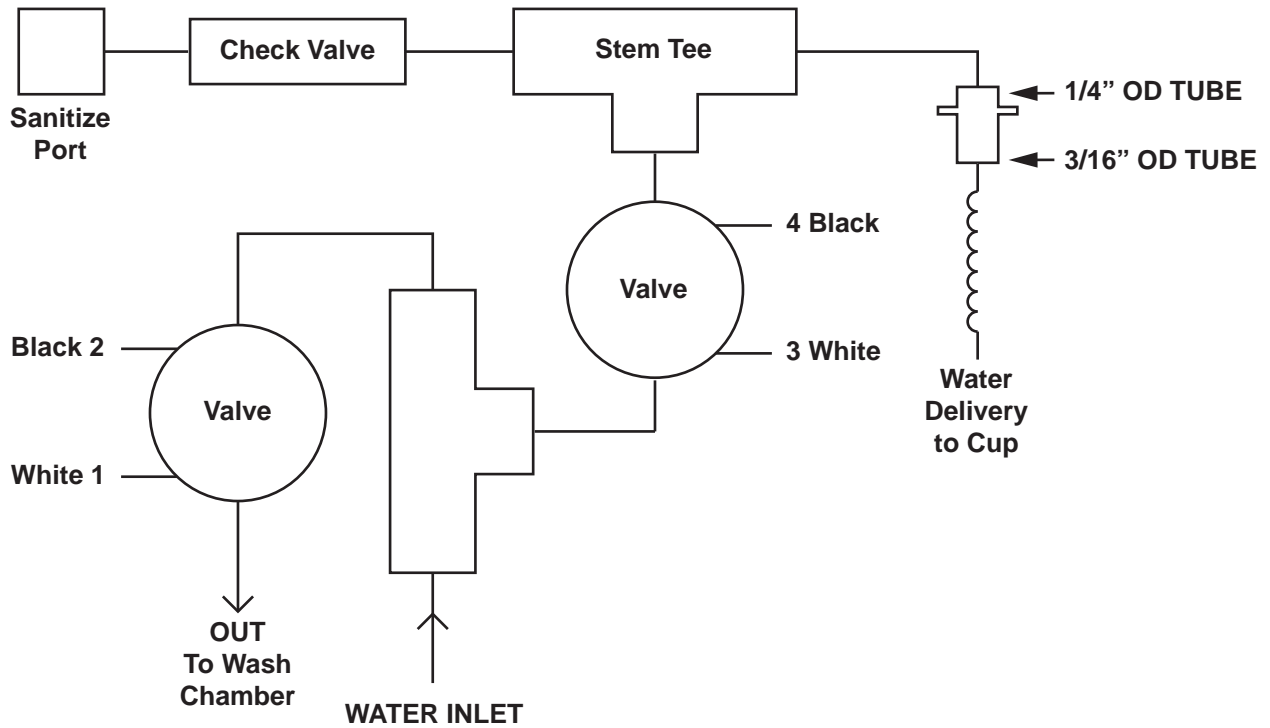 Check Valve
Stem Tee
Sanitize
Port
1/4” OD TUBE
3/16” OD TUBE
4 Black
Valve
3 White
Black 2
Valve
White 1
Water
Delivery
to Cup
OUT
To Wash
Chamber
WATER INLET